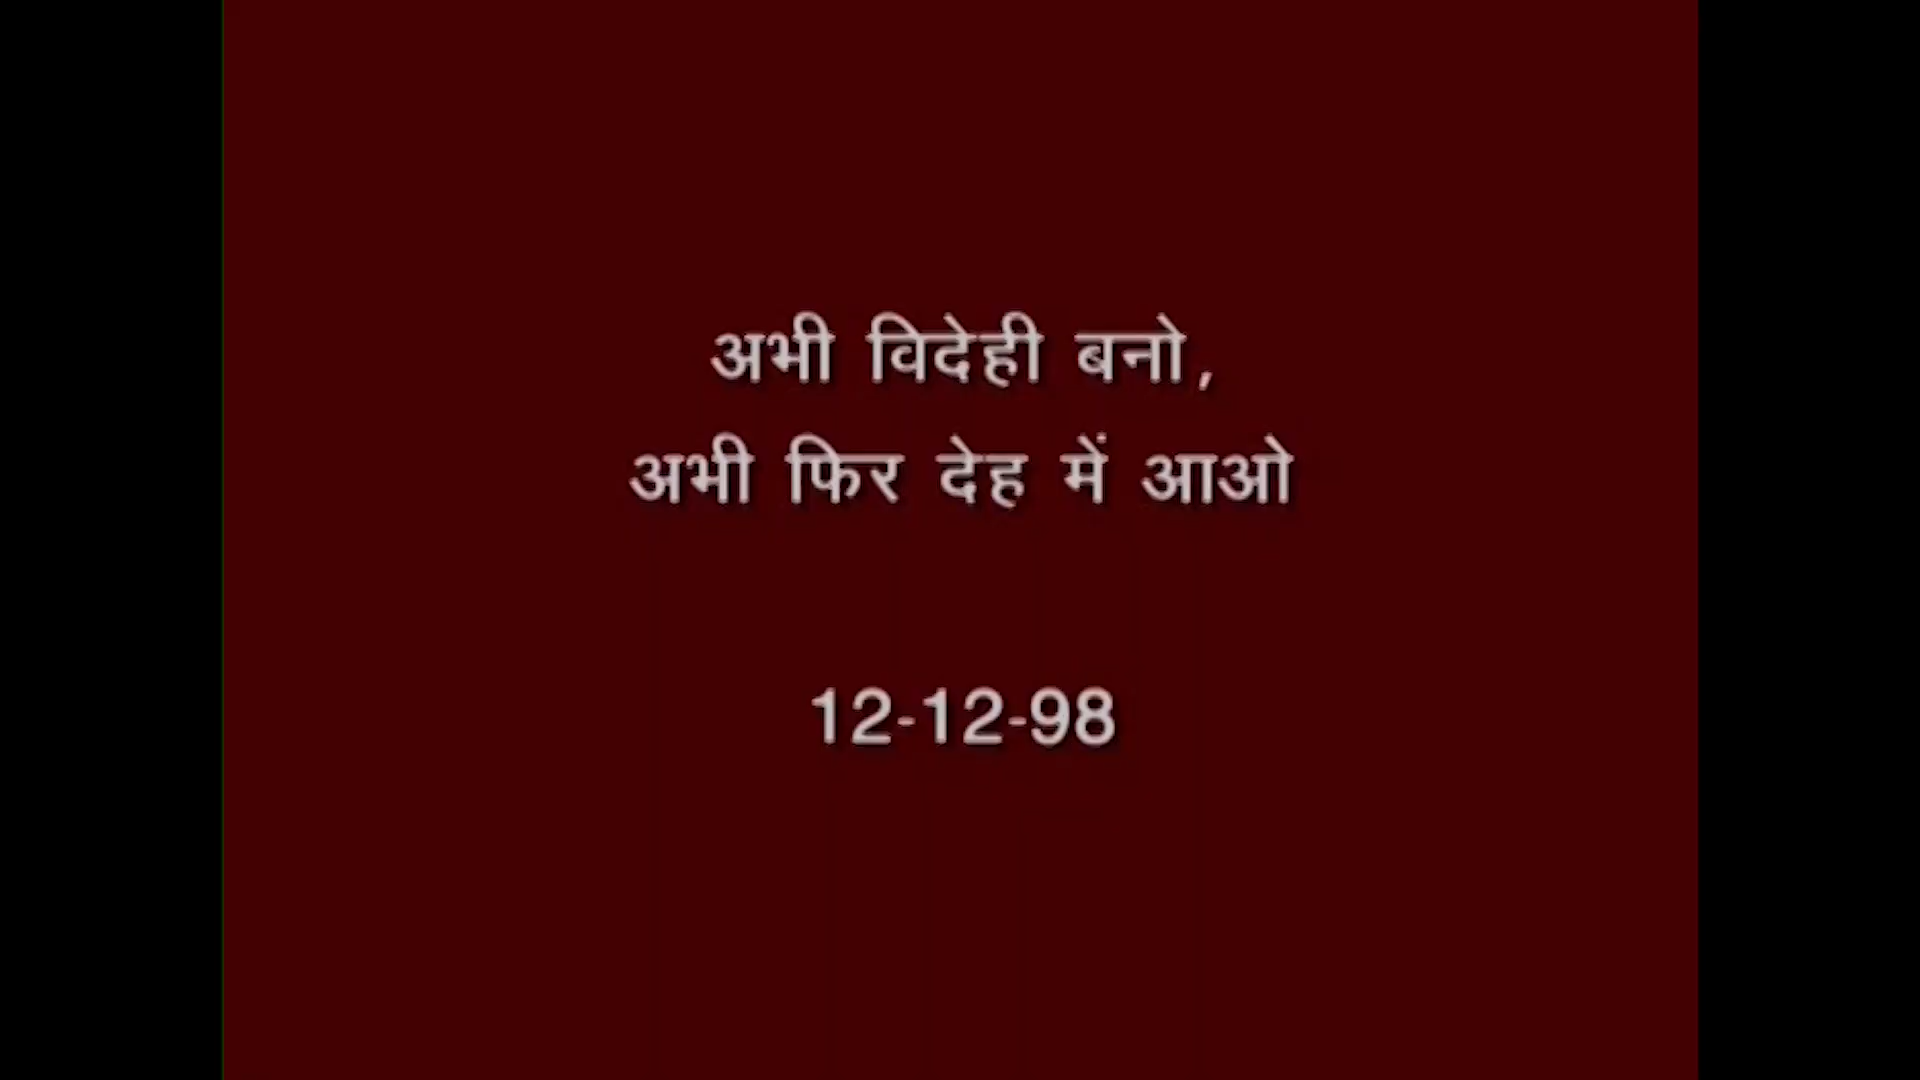 अभी विदेही बनो,
अभी फिर देह में आओ
12-12-98